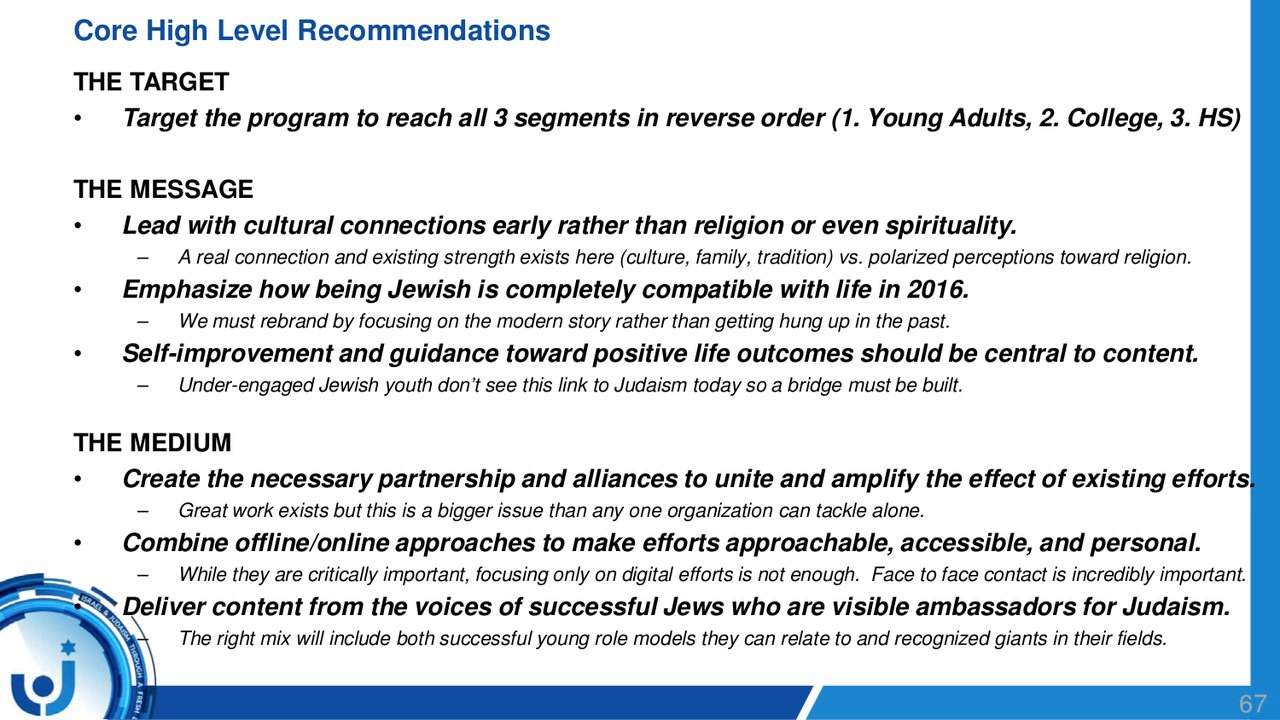 Core High Level Recommendations
THE TARGET
• Target the program to reach all 3 segments in reverse order (1. Young Adults, 2. College, 3. HS)
THE MESSAGE
• Lead with cultural connections early rather than religion or even spirituality.
– A real connection and existing strength exists here (culture, family, tradition) vs. polarized perceptions toward religion.
• Emphasize how being Jewish is completely compatible with life in 2016.
– We must rebrand by focusing on the modern story rather than getting hung up in the past.
• Self-improvement and guidance toward positive life outcomes should be central to content.
– Under-engaged Jewish youth don’t see this link to Judaism today so a bridge must be built.
THE MEDIUM
• Create the necessary partnership and alliances to unite and amplify the effect of existing efforts.
– Great work exists but this is a bigger issue than any one organization can tackle alone.
• Combine offline/online approaches to make efforts approachable, accessible, and personal.
– While they are critically important, focusing only on digital efforts is not enough. Face to face contact is incredibly important.
• Deliver content from the voices of successful Jews who are visible ambassadors for Judaism.
– The right mix will include both successful young role models they can relate to and recognized giants in their fields.
ISRAEL & JUDAISM THROUGH A FRESH
67